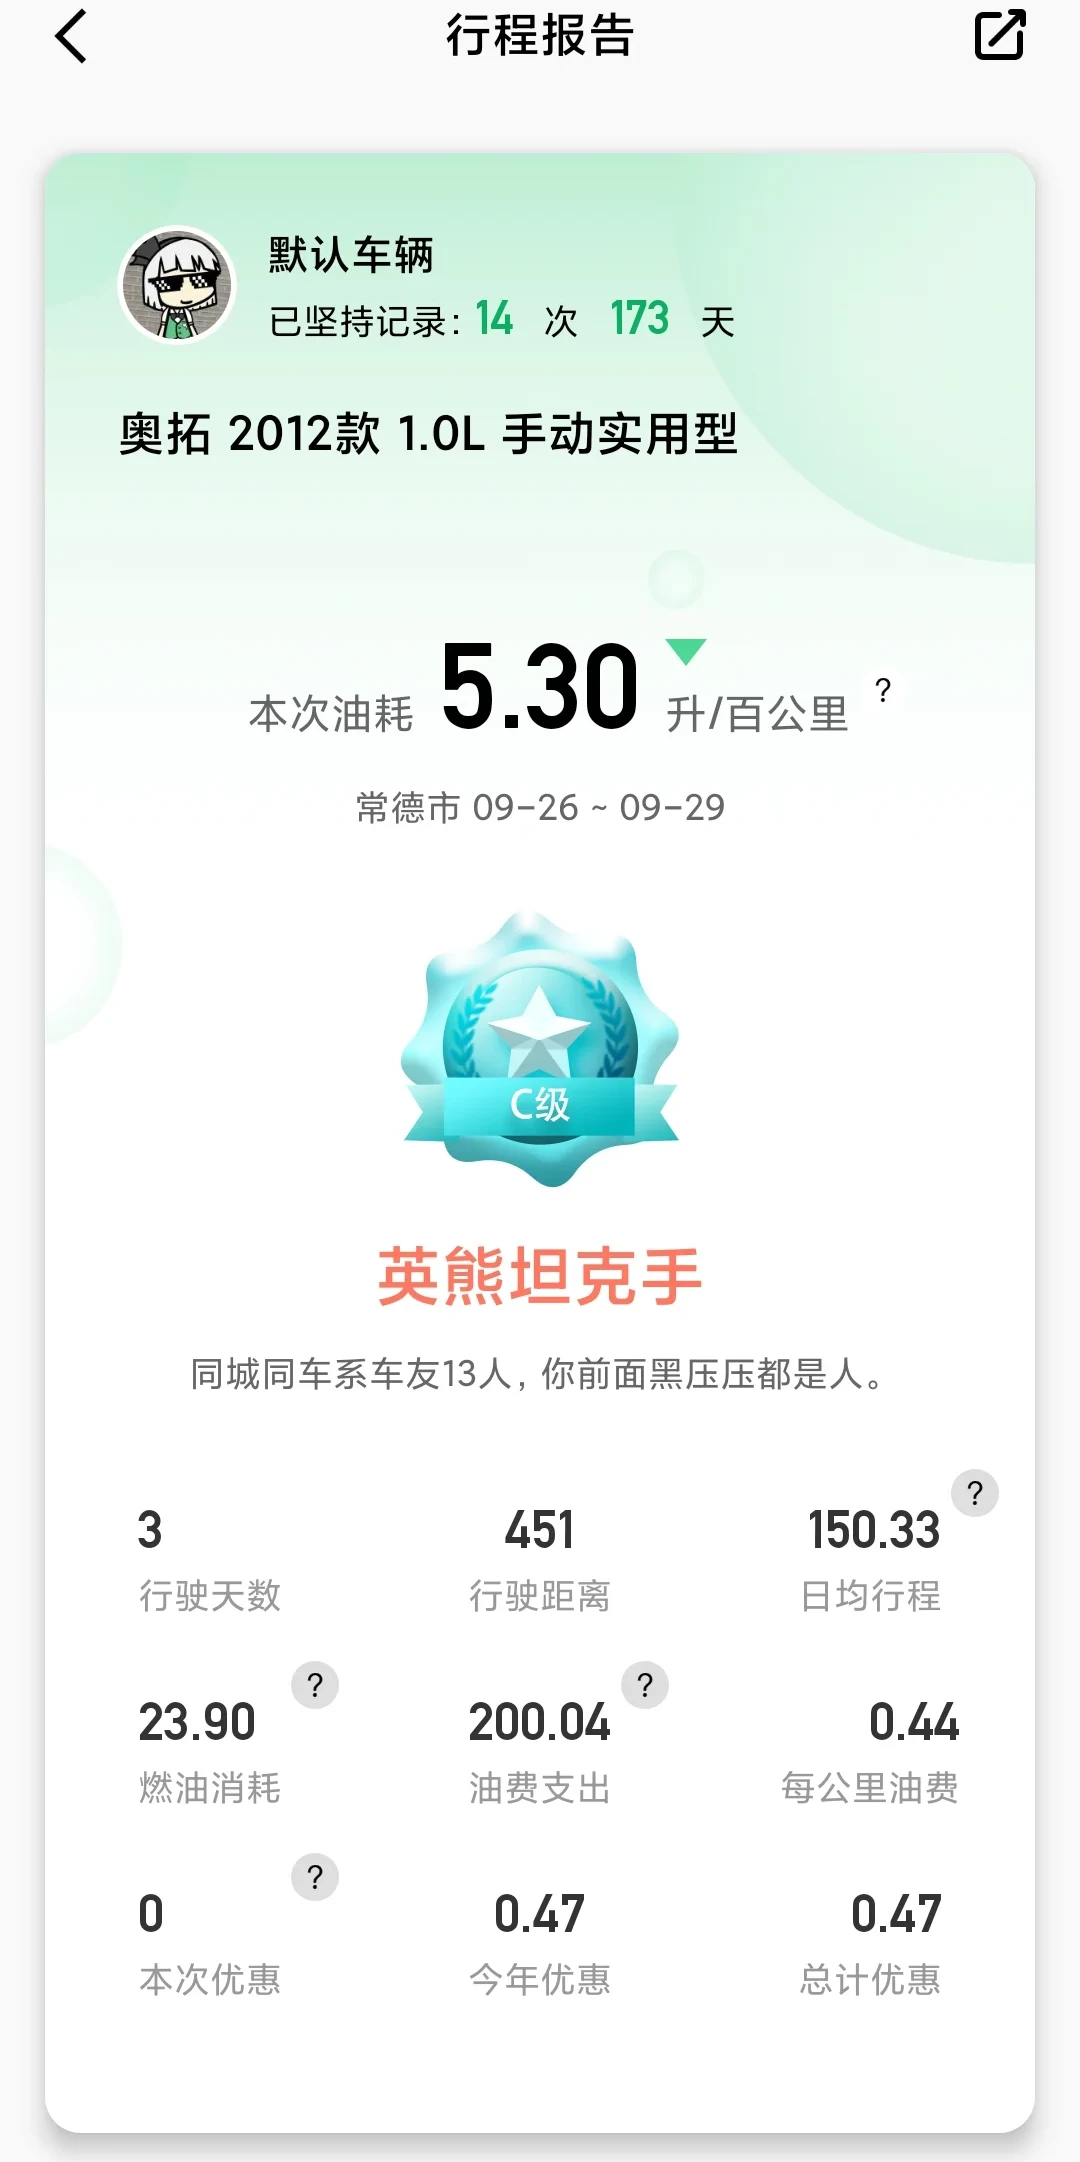 行程报告
默认车辆
已坚持记录: 14 次 173 天
奥拓 2012款 1.0L 手动实用型
本次油耗 5.30 升/百公里 ?
常德市 09-26 ~ 09-29
C级
英熊坦克手
同城同车系车友13人, 你前面黑压压都是人。
3 451 150.33 ?
行驶天数 行驶距离 日均行程
23.90 ? 200.04 ? 0.44
燃油消耗 油费支出 每公里油费
0 ? 0.47 0.47
本次优惠 今年优惠 总计优惠